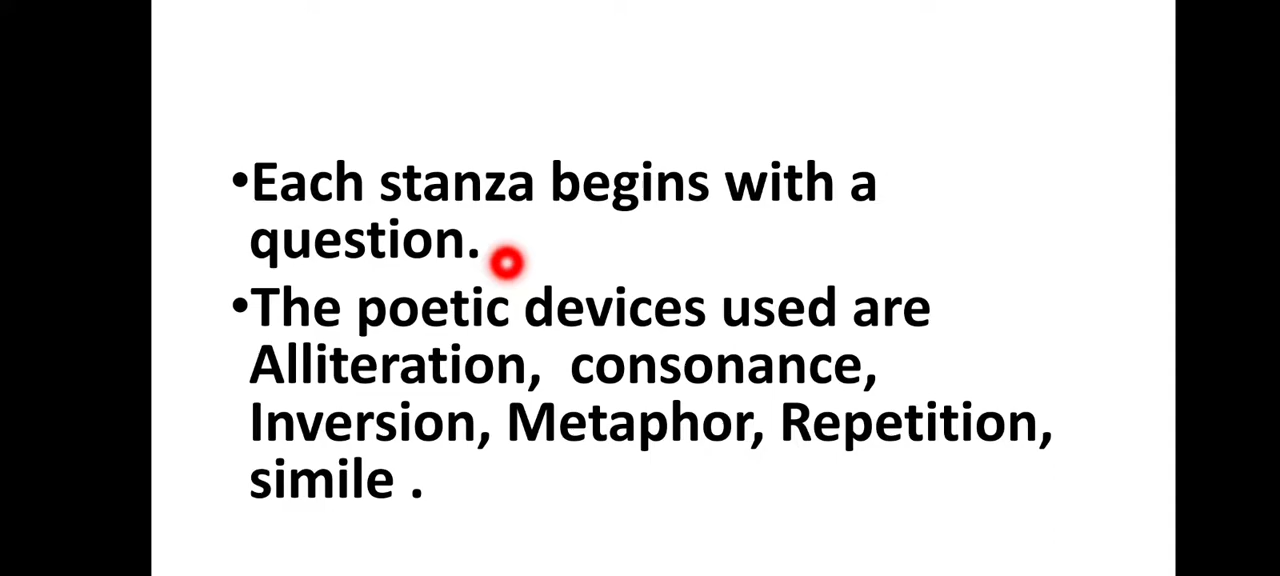 •Each stanza begins with a
question.
•The poetic devices used are
Alliteration,  consonance,
Inversion, Metaphor, Repetition,
simile .